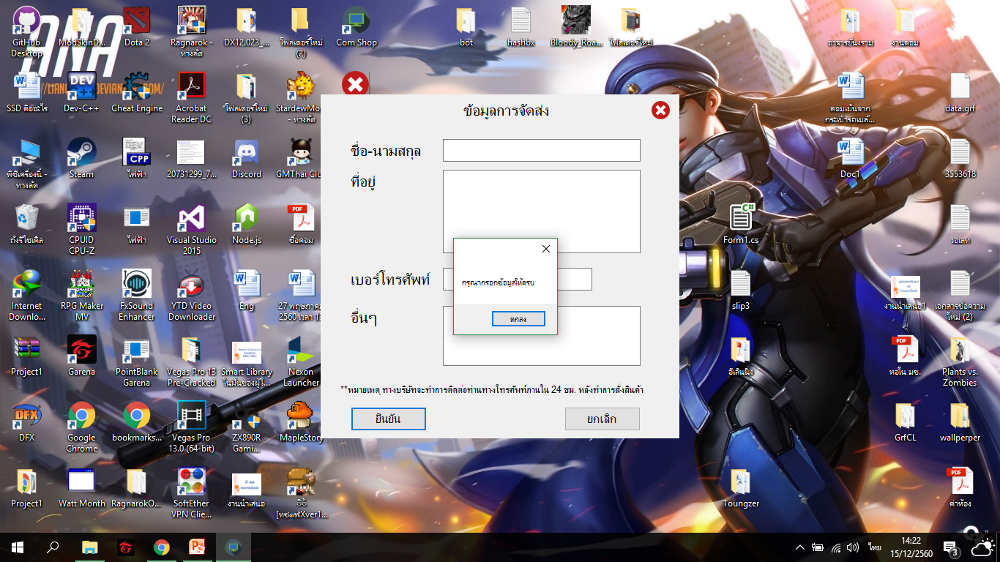 GitHub Desktop
ModSkinD...
Dota 2
Ragnarok - ทางลัด
DX12.023_...
โฟลเดอร์ใหม่ (2)
Com Shop
bot
hashbx
Bloody_Roa...
โฟลเดอร์ใหม่
อาจารย์นงราม
งานคอม
DNA
SSD คืออะไร
Dev-C++
Cheat Engine
Acrobat Reader DC
โฟลเดอร์ใหม่ (3)
StardewMo... - ทางลัด
คอมเม้นจาก
data.grf
พีซีเครื่องนี้ - ทางลัด
Steam
ไฟฟ้า
20731299_7...
Discord
GMThai Clu
Doc1
3553618
ถังรีไซเคิล
CPUID CPU-Z
ไฟฟ้า
Visual Studio 2015
Node.js
ซื้อคอม
Form1.cs
วอเลท
Internet Downlo...
RPG Maker MV
FxSound Enhancer
YTD Video Downloader
Eng
27 พฤษภาคม 2560 เวลา 1
slip3
งานนำเสนอ1
เอกสารข้อความใหม่ (2)
Project1
Garena
PointBlank Garena
Vegas Pro 13 Pre-Cracked
Smart Library ในฝันของผู้ใ...
Nexon Launcher
อีเลินนิ่ง
หอใน มข.
Plants vs. Zombies
DFX
Google Chrome
bookmarks...
Vegas Pro 13.0 (64-bit)
ZX890R Gami...
MapleStory
GrfCL
wallperper
Project1
Watt Month
RagnarokO...
SoftEther VPN Clie...
งานนำเสนอ
Toungzer
ค่าห้อง
ข้อมูลการจัดส่ง
ชื่อ-นามสกุล
ที่อยู่
เบอร์โทรศัพท์
อื่นๆ
กรุณากรอกข้อมูลให้ครบ
ตกลง
**หมายเหตุ ทางบริษัทจะทำการติดต่อท่านทางโทรศัพท์ภายใน 24 ชม. หลังทำการสั่งสินค้า
ยืนยัน
ยกเลิก
ไทย
14:22
15/12/2560
3